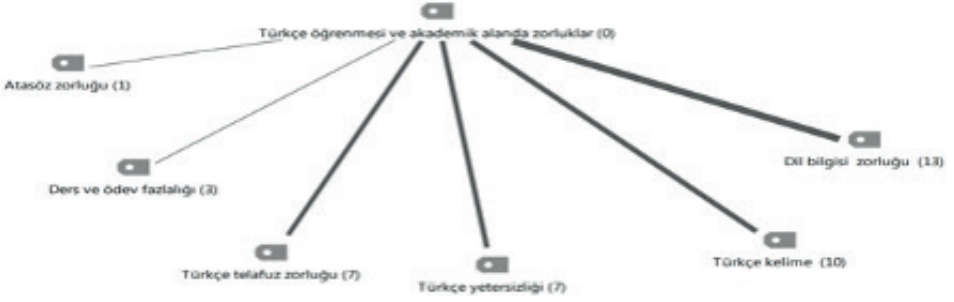 Türkçe öğrenmesi ve akademik alanda zorluklar (0)
Atasöz zorluğu (1)
Dil bilgisi zorluğu (13)
Ders ve ödev fazlalığı (3)
Türkçe kelime (10)
Türkçe telafuz zorluğu (7)
Türkçe yetersizliği (7)